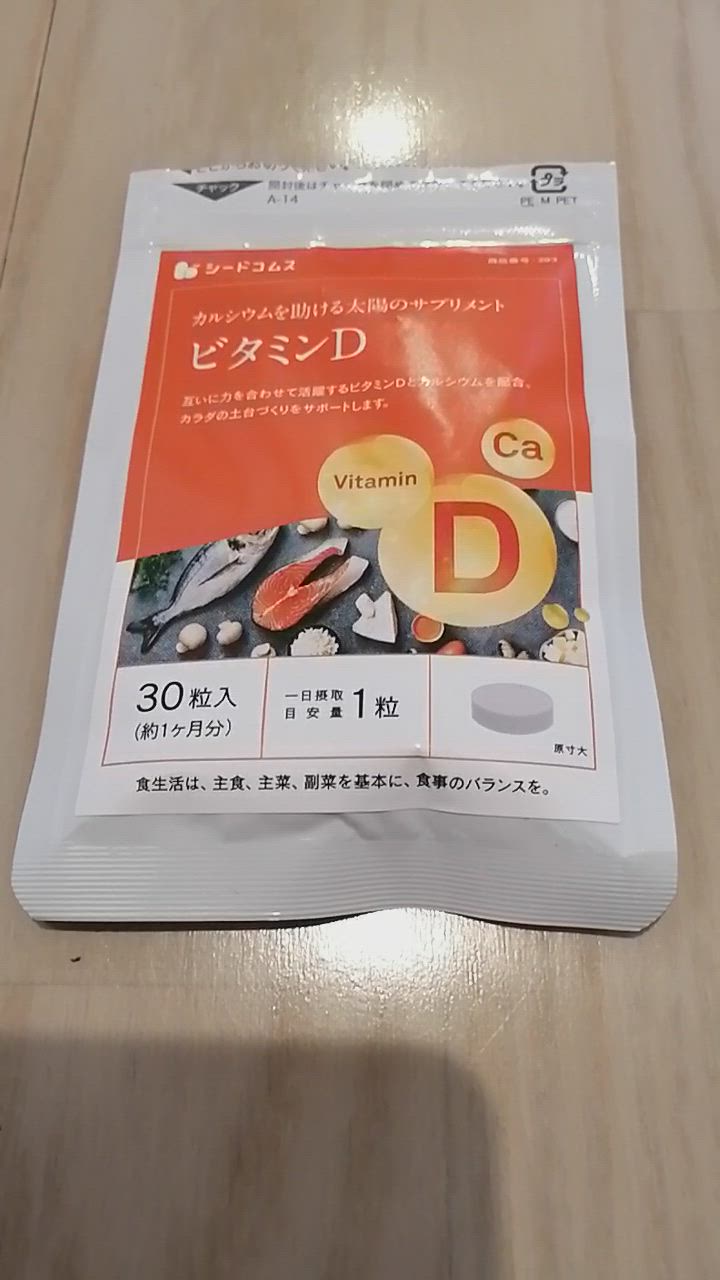 チャック
A-14
プラ
PE M PET
シードコムス
カルシウムを助ける太陽のサプリメント
ビタミンD
互いに力を合わせて活躍するビタミンDとカルシウムを配合、
カラダの土台づくりをサポートします。
Ca
Vitamin
D
30粒入
(約1ヶ月分)
一日摂取
目安量
1粒
原寸大
食生活は、主食、主菜、副菜を基本に、食事のバランスを。